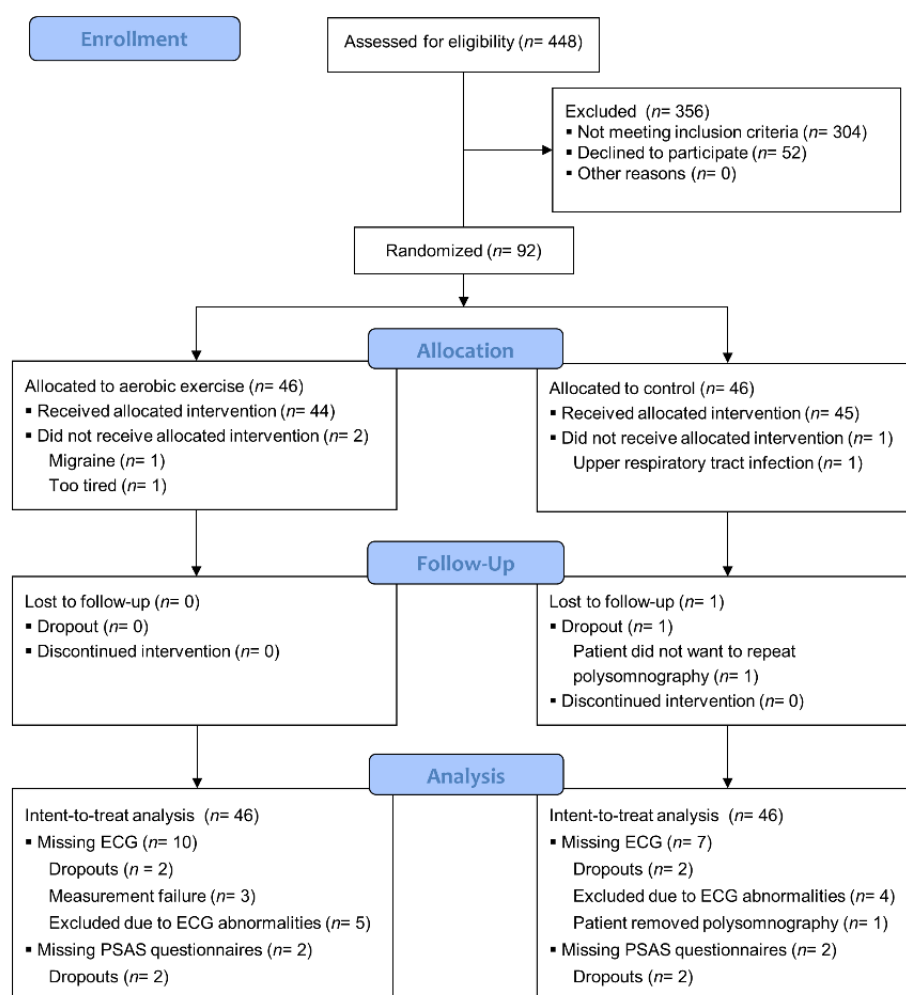 Enrollment
Assessed for eligibility (n= 448)
Excluded (n= 356)
▪ Not meeting inclusion criteria (n= 304)
▪ Declined to participate (n= 52)
▪ Other reasons (n= 0)
Randomized (n= 92)
Allocation
Allocated to aerobic exercise (n= 46)
▪ Received allocated intervention (n= 44)
▪ Did not receive allocated intervention (n= 2)
Migraine (n= 1)
Too tired (n= 1)
Allocated to control (n= 46)
▪ Received allocated intervention (n= 45)
▪ Did not receive allocated intervention (n= 1)
Upper respiratory tract infection (n= 1)
Follow-Up
Lost to follow-up (n= 0)
▪ Dropout (n= 0)
▪ Discontinued intervention (n= 0)
Lost to follow-up (n= 1)
▪ Dropout (n= 1)
Patient did not want to repeat
polysomnography (n= 1)
▪ Discontinued intervention (n= 0)
Analysis
Intent-to-treat analysis (n= 46)
▪ Missing ECG (n= 10)
Dropouts (n = 2)
Measurement failure (n= 3)
Excluded due to ECG abnormalities (n= 5)
▪ Missing PSAS questionnaires (n= 2)
Dropouts (n= 2)
Intent-to-treat analysis (n= 46)
▪ Missing ECG (n= 7)
Dropouts (n= 2)
Excluded due to ECG abnormalities (n= 4)
Patient removed polysomnography (n= 1)
▪ Missing PSAS questionnaires (n= 2)
Dropouts (n= 2)